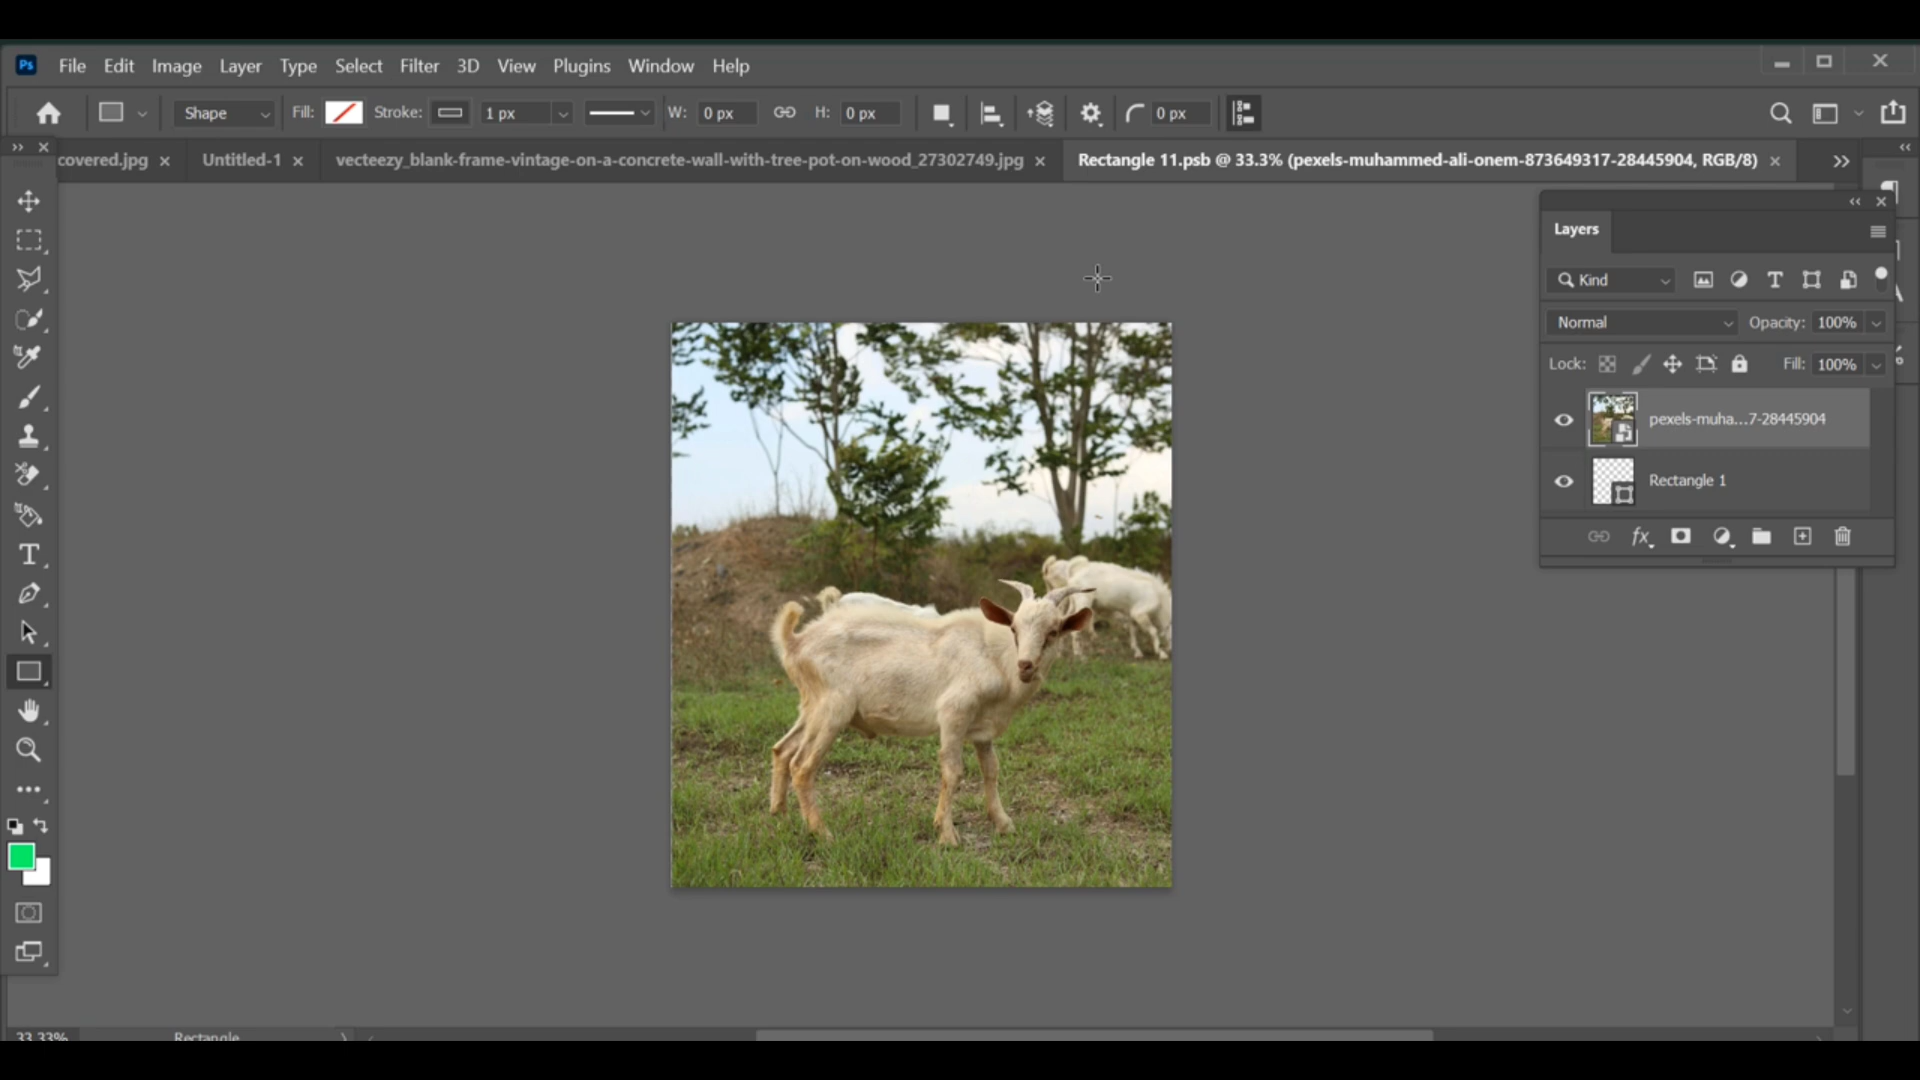 Ps File Edit Image Layer Type Select Filter 3D View Plugins Window Help
Shape Fill: Stroke: 1 px W: 0 px H: 0 px 0 px
covered.jpg × Untitled-1 × vecteezy_blank-frame-vintage-on-a-concrete-wall-with-tree-pot-on-wood_27302749.jpg × Rectangle 11.psb @ 33.3% (pexels-muhammed-ali-onem-873649317-28445904, RGB/8) ×
Layers
Kind
Normal Opacity: 100%
Lock: Fill: 100%
pexels-muha...7-28445904
Rectangle 1
fx
33.33% Rectangle